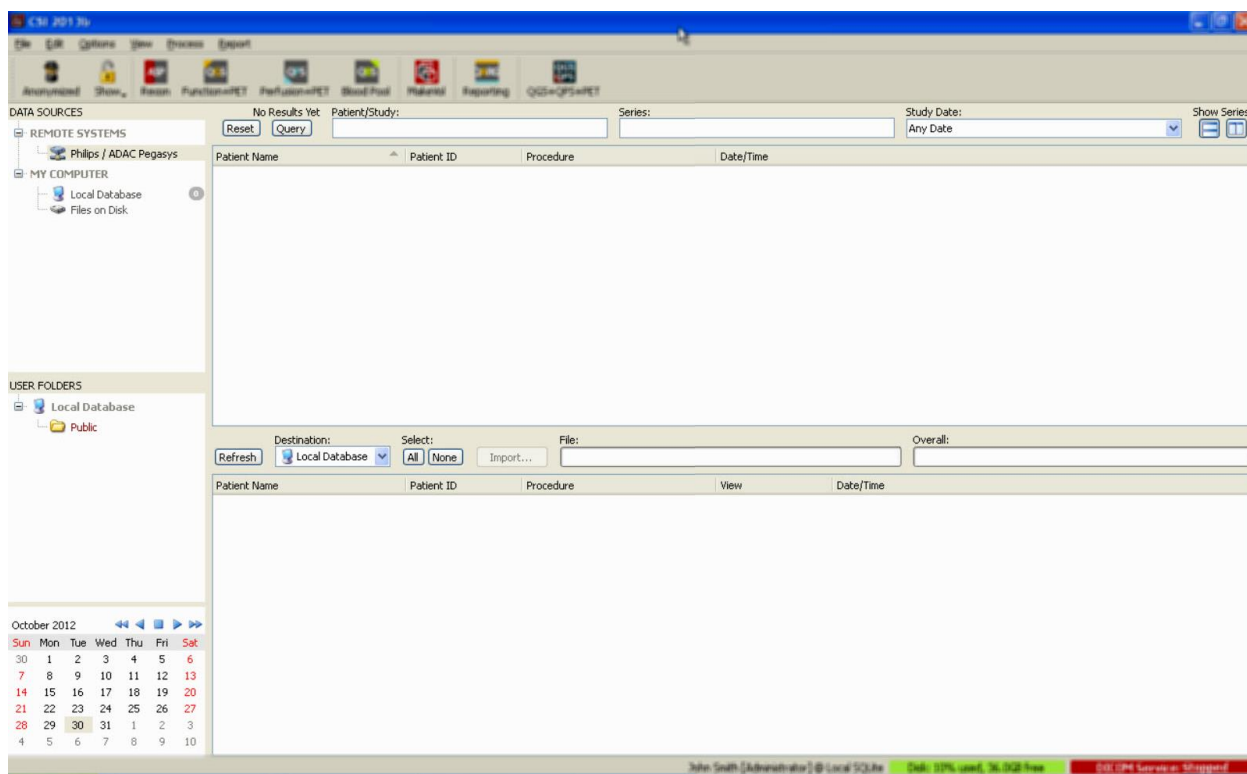 CSI 2013b
File Edit Options View Process Export
Anonymized Show Recon Function+PET Perfusion+PET Blood Pool Reporting QGS+QPS+PET
DATA SOURCES
No Results Yet Patient/Study: Series: Study Date: Show Series
Reset Query Any Date
REMOTE SYSTEMS
Philips / ADAC Pegasys
Patient Name Patient ID Procedure Date/Time
MY COMPUTER
Local Database 0
Files on Disk
USER FOLDERS
Local Database
Public
Destination: Select: File: Overall:
Refresh Local Database All None Import...
Patient Name Patient ID Procedure View Date/Time
October 2012
Sun Mon Tue Wed Thu Fri Sat
30 1 2 3 4 5 6
7 8 9 10 11 12 13
14 15 16 17 18 19 20
21 22 23 24 25 26 27
28 29 30 31 1 2 3
4 5 6 7 8 9 10
John Smith [Administrator] @ Local SQLite Disk: used, 36.0GB free DICOM Service: Stopped